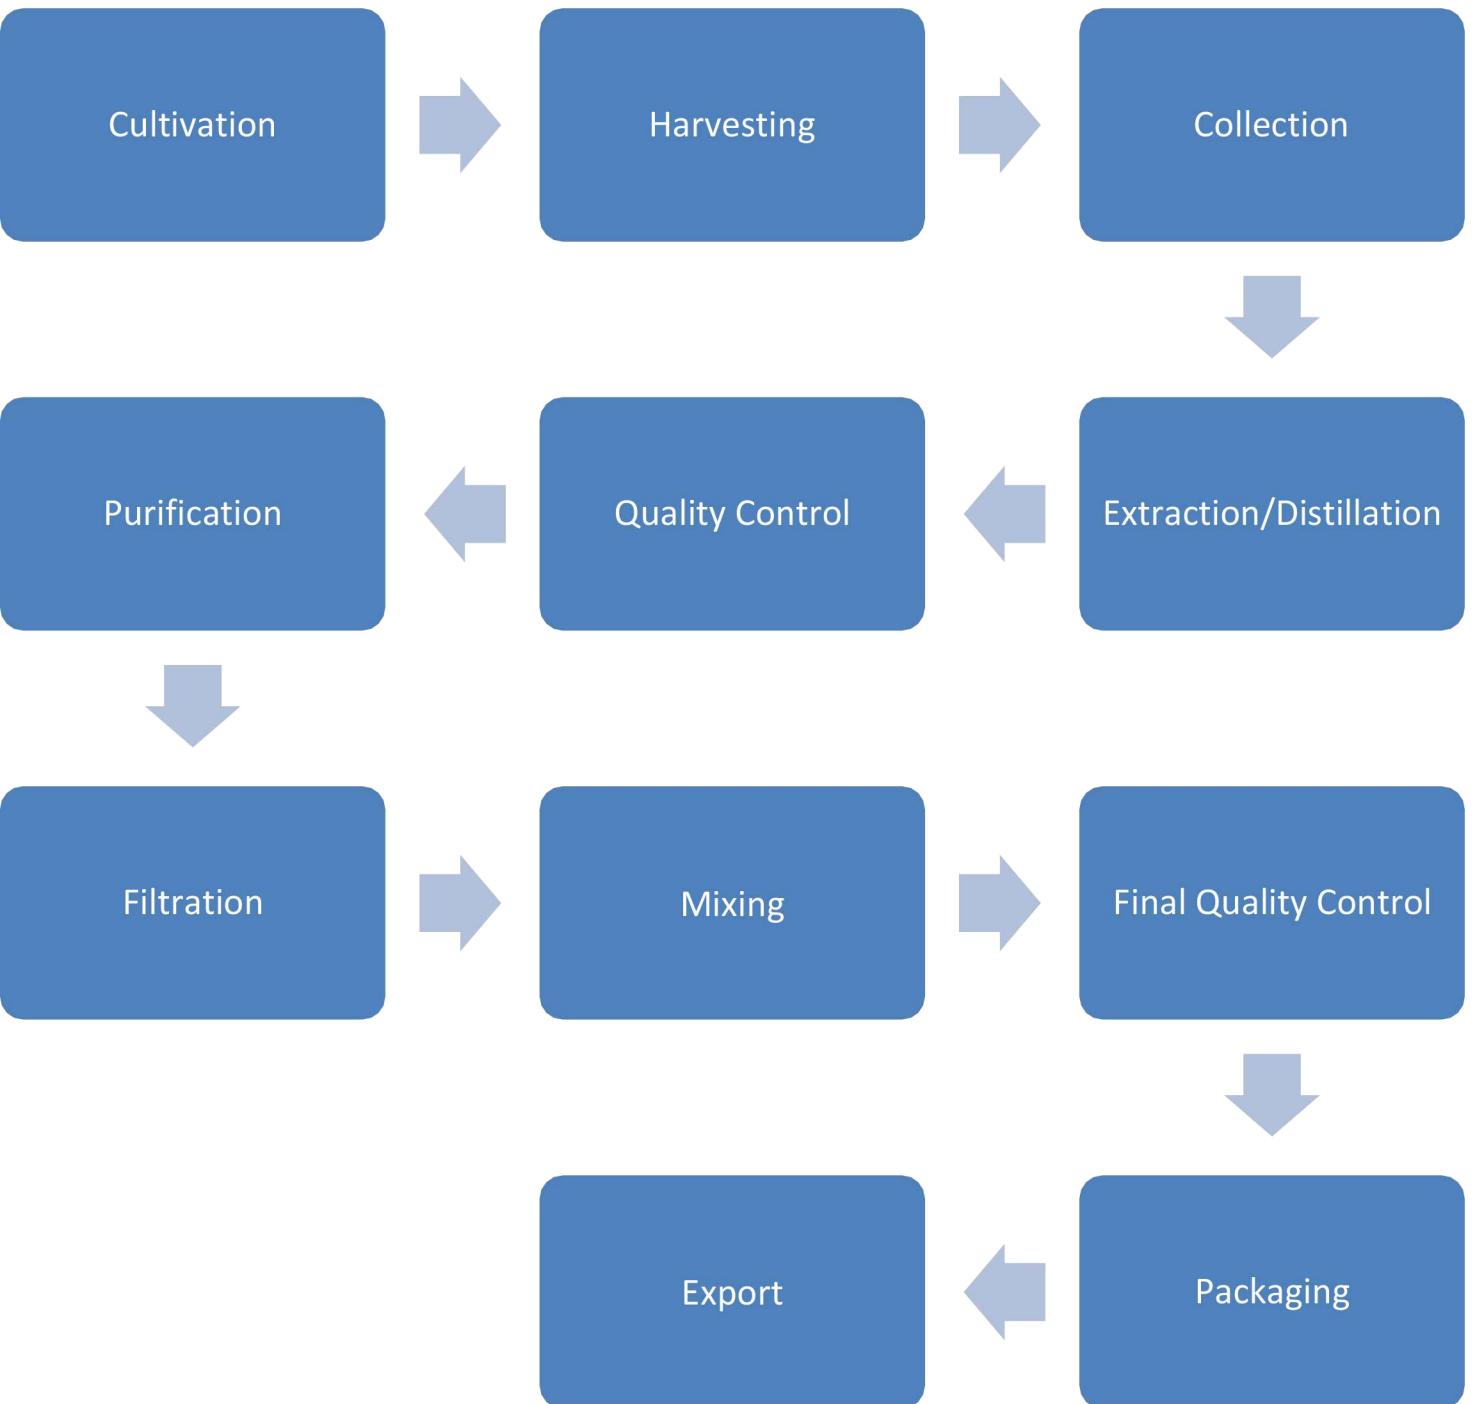 Cultivation
Harvesting
Collection
Extraction/Distillation
Quality Control
Purification
Filtration
Mixing
Final Quality Control
Packaging
Export